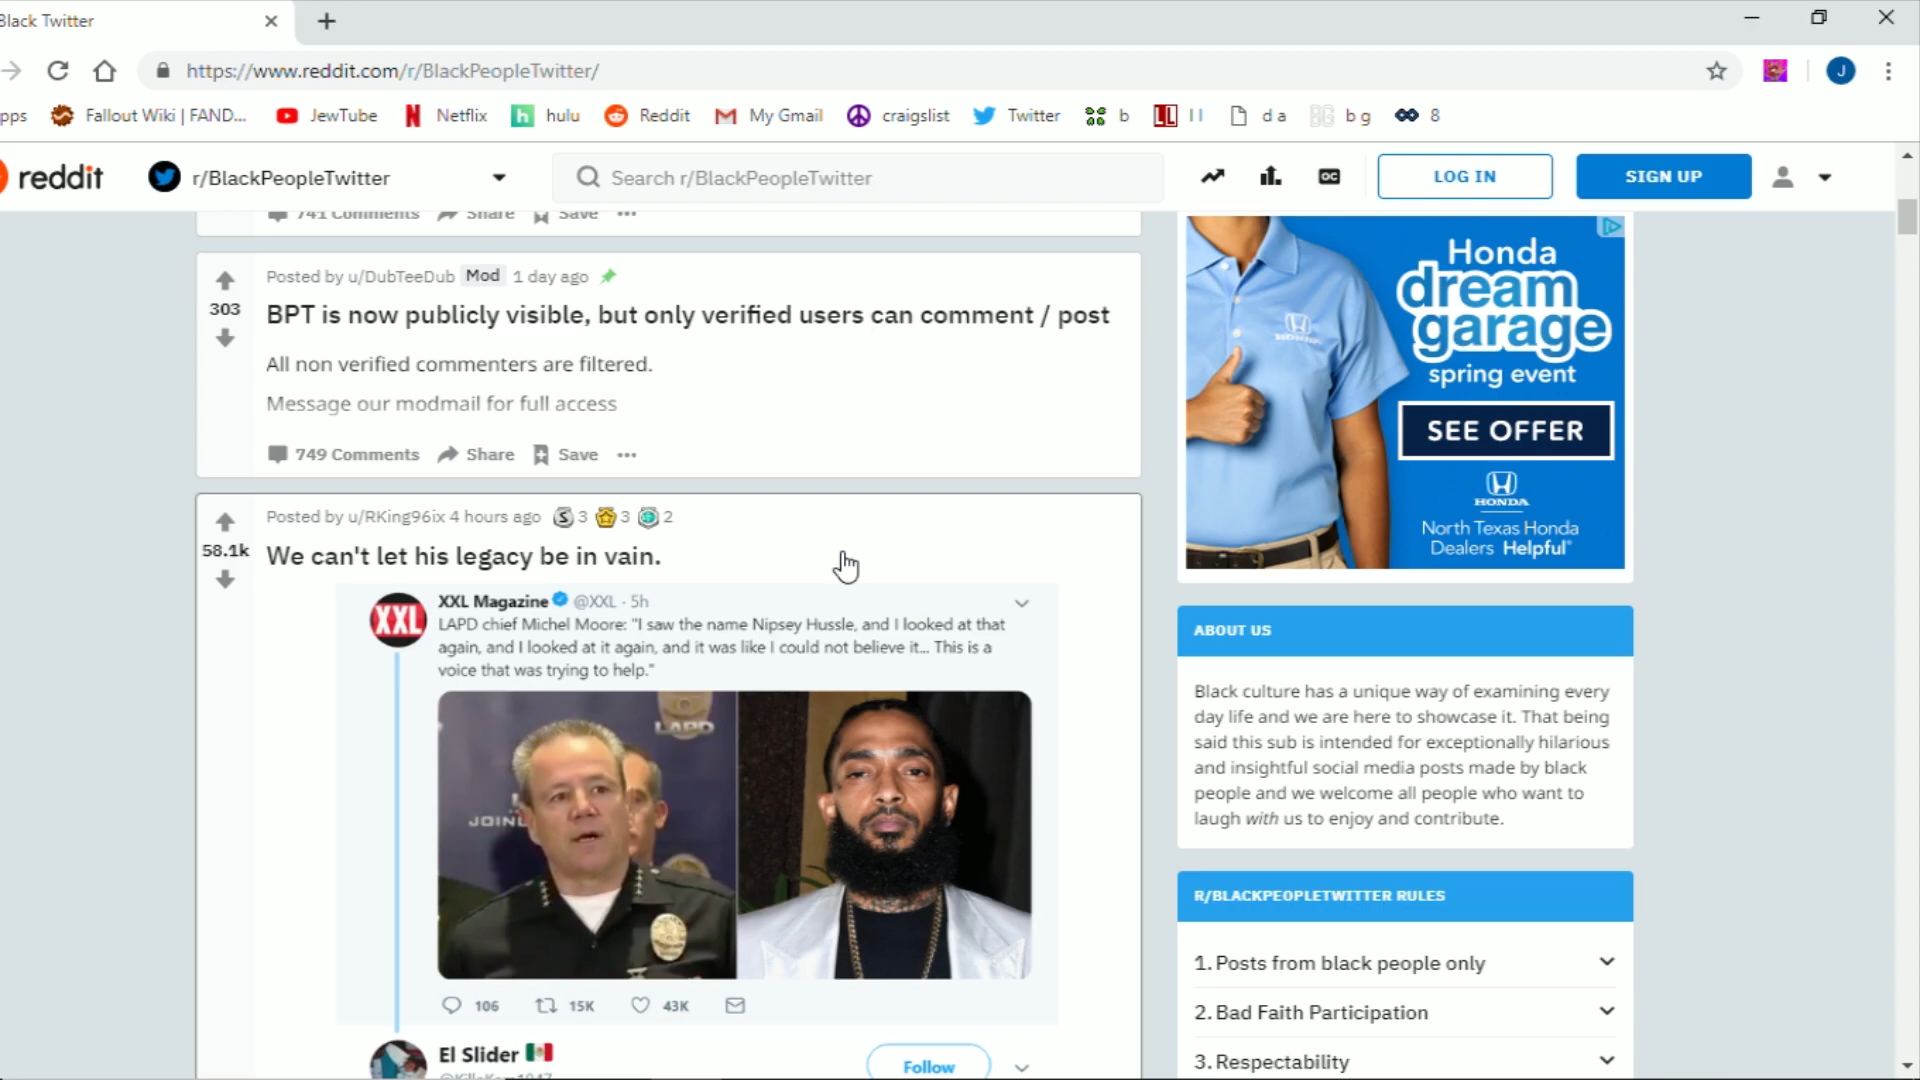 Black Twitter
https://www.reddit.com/r/BlackPeopleTwitter/
J
pps Fallout Wiki | FAND... JewTube Netflix hulu Reddit My Gmail craigslist Twitter b l l d a b g 8
reddit r/BlackPeopleTwitter Search r/BlackPeopleTwitter LOG IN SIGN UP
741 Comments Share Save
Posted by u/DubTeeDub Mod 1 day ago
303
BPT is now publicly visible, but only verified users can comment / post
All non verified commenters are filtered.
Message our modmail for full access
749 Comments Share Save
Posted by u/RKing96ix 4 hours ago 3 3 2
58.1k
We can't let his legacy be in vain.
XXL
XXL Magazine @XXL · 5h
LAPD chief Michel Moore: "I saw the name Nipsey Hussle, and I looked at that
again, and I looked at it again, and it was like I could not believe it... This is a
voice that was trying to help."
LAPD
106 15K 43K
El Slider
Follow
Honda
dream
garage
spring event
SEE OFFER
HONDA
North Texas Honda
Dealers Helpful
ABOUT US
Black culture has a unique way of examining every
day life and we are here to showcase it. That being
said this sub is intended for exceptionally hilarious
and insightful social media posts made by black
people and we welcome all people who want to
laugh with us to enjoy and contribute.
R/BLACKPEOPLETWITTER RULES
1. Posts from black people only
2. Bad Faith Participation
3. Respectability